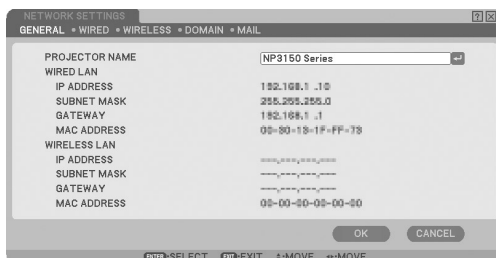 NETWORK SETTINGS
GENERAL • WIRED • WIRELESS • DOMAIN • MAIL
PROJECTOR NAME NP3150 Series
WIRED LAN
IP ADDRESS 192.168.1 .10
SUBNET MASK 255.255.255.0
GATEWAY 192.168.1 .1
MAC ADDRESS
WIRELESS LAN
IP ADDRESS ---.---.---.---
SUBNET MASK ---.---.---.---
GATEWAY ---.---.---.---
MAC ADDRESS 00-00-00-00-00-00
OK CANCEL
ENTER :SELECT EXIT :EXIT :MOVE :MOVE